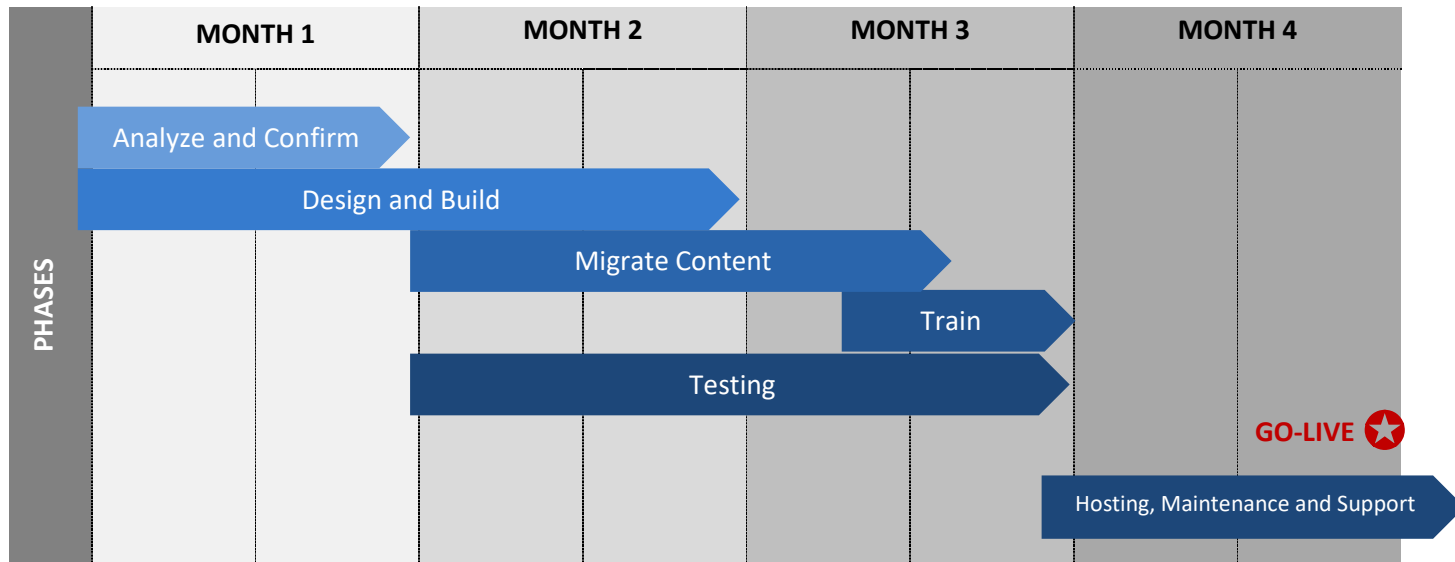 MONTH 1
MONTH 2
MONTH 3
MONTH 4
PHASES
Analyze and Confirm
Design and Build
Migrate Content
Train
Testing
GO-LIVE
Hosting, Maintenance and Support